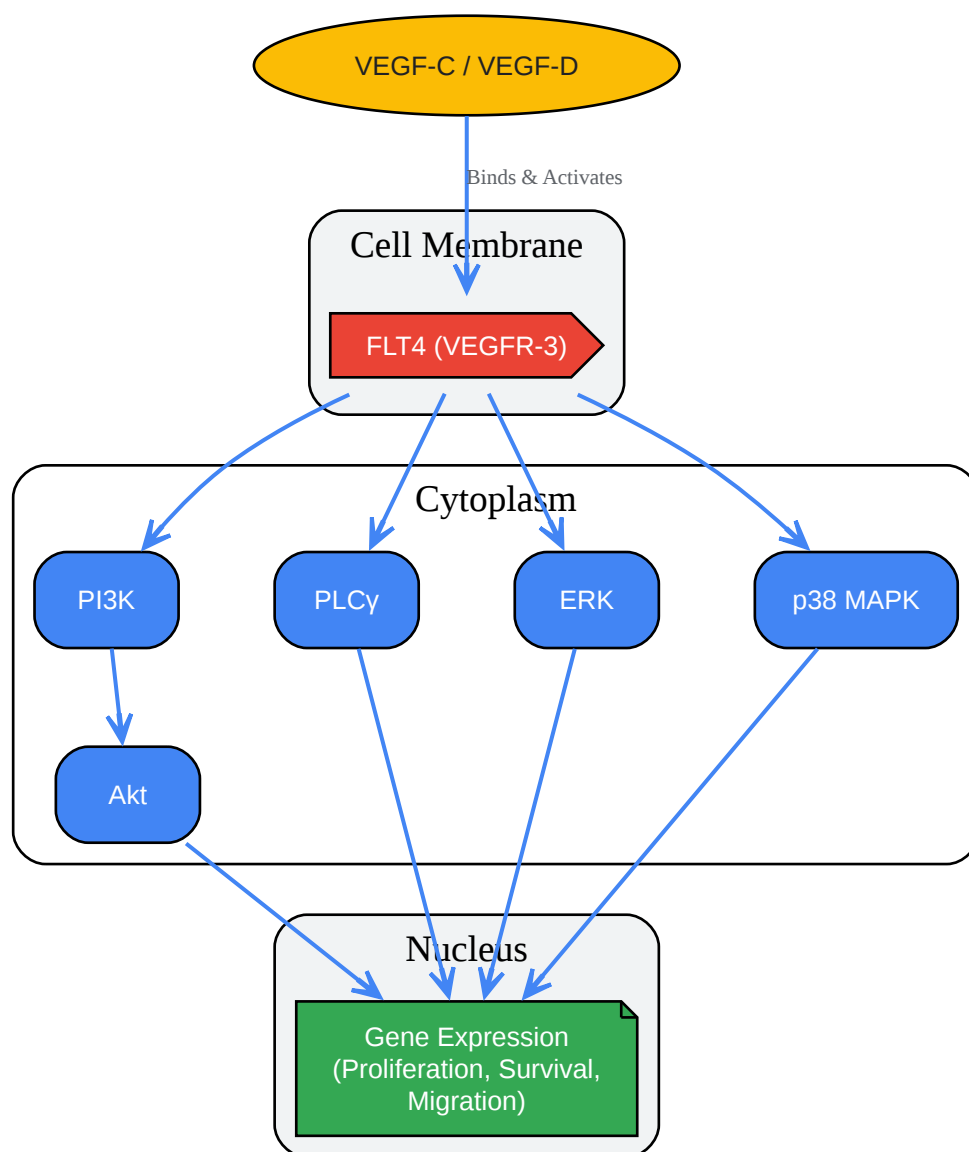 VEGF-C / VEGF-D
Binds & Activates
Cell Membrane
FLT4 (VEGFR-3)
Cytoplasm
PI3K
PLCγ
ERK
p38 MAPK
Akt
Nucleus
Gene Expression
(Proliferation, Survival,
Migration)